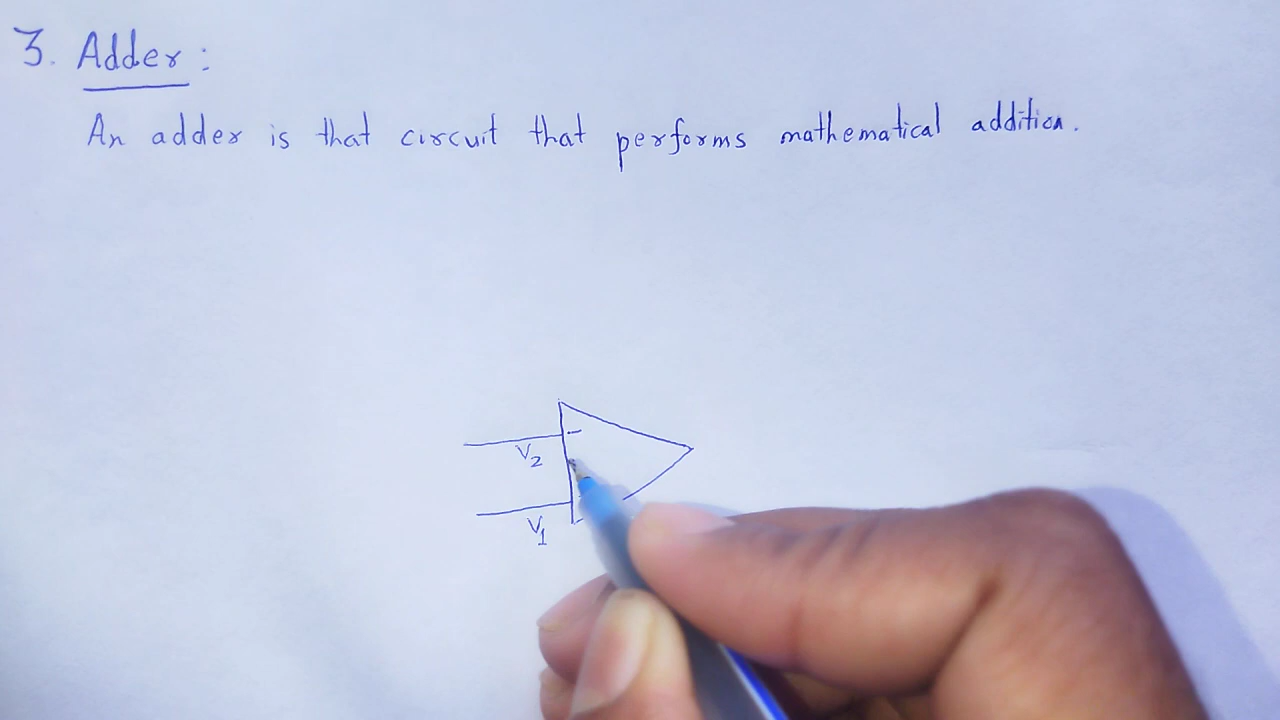 3. Adder :
An adder is that circuit that performs mathematical addition.
-
V2
V1